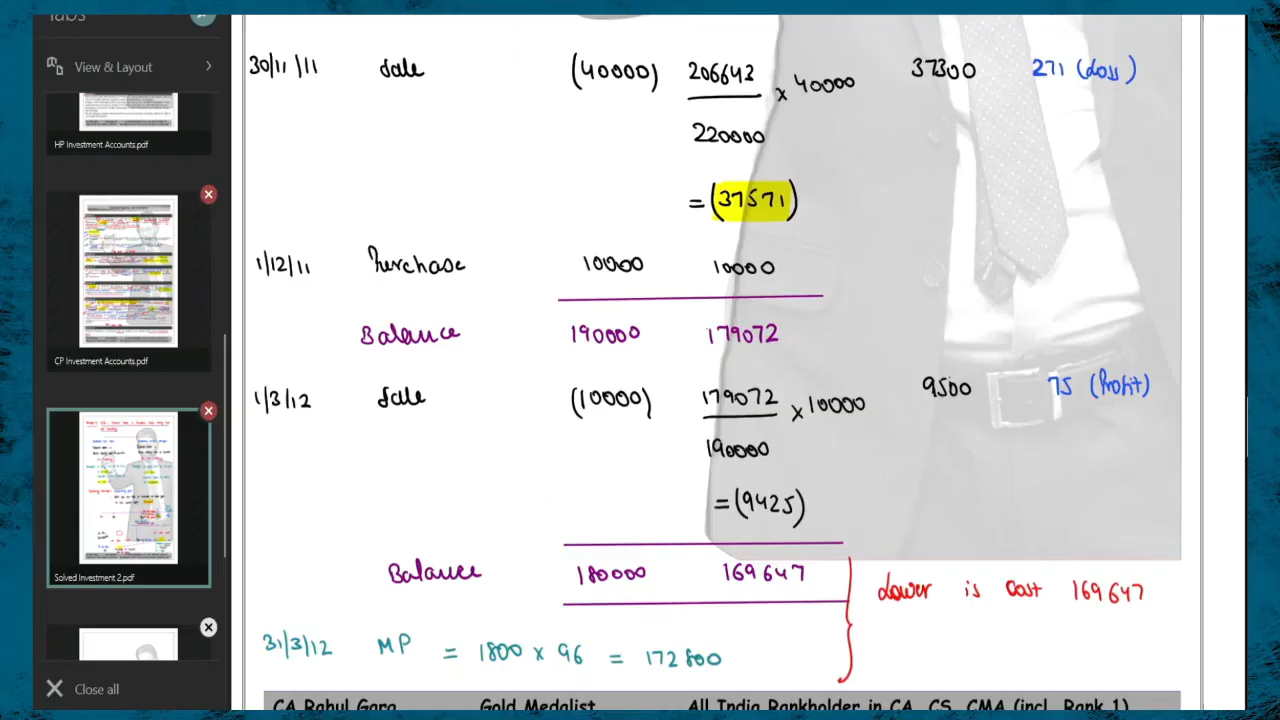 Tabs
View & Layout
HP Investment Accounts.pdf
CP Investment Accounts.pdf
Solved Investment 2.pdf
Close all
30/11/11 Sale (40000) 206643 × 40000 37300 271 (Loss)
220000
= (37571)
1/12/11 Purchase 10000 10000
Balance 190000 179072
1/3/12 Sale (10000) 179072 × 10000 9500 75 (Profit)
190000
= (9425)
Balance 180000 169647
Lower is Cost 169647
31/3/12 MP = 1800 × 96 = 172800
CA Rahul Garg Gold Medalist All India Rankholder in CA, CS, CMA (incl. Rank 1)